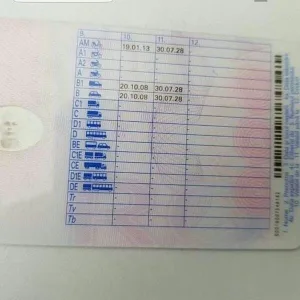 9. 10. 11. 12.
AM 19.01.13 30.07.28
A1
A2
A
B1 20.10.08 30.07.28
B 20.10.08 30.07.28
C1
C
D1
D
BE
C1E
CE
D1E
DE
Tr
Tv
Tb